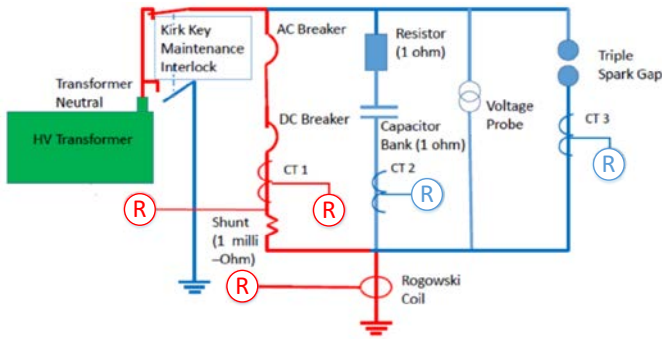 Kirk Key
Maintenance
Interlock
AC Breaker
Resistor
(1 ohm)
Triple
Spark Gap
Transformer
Neutral
HV Transformer
DC Breaker
Capacitor
Bank (1 ohm)
Voltage
Probe
CT 1
CT 2
CT 3
R
R
R
R
Shunt
(1 milli
–Ohm)
R
Rogowski
Coil